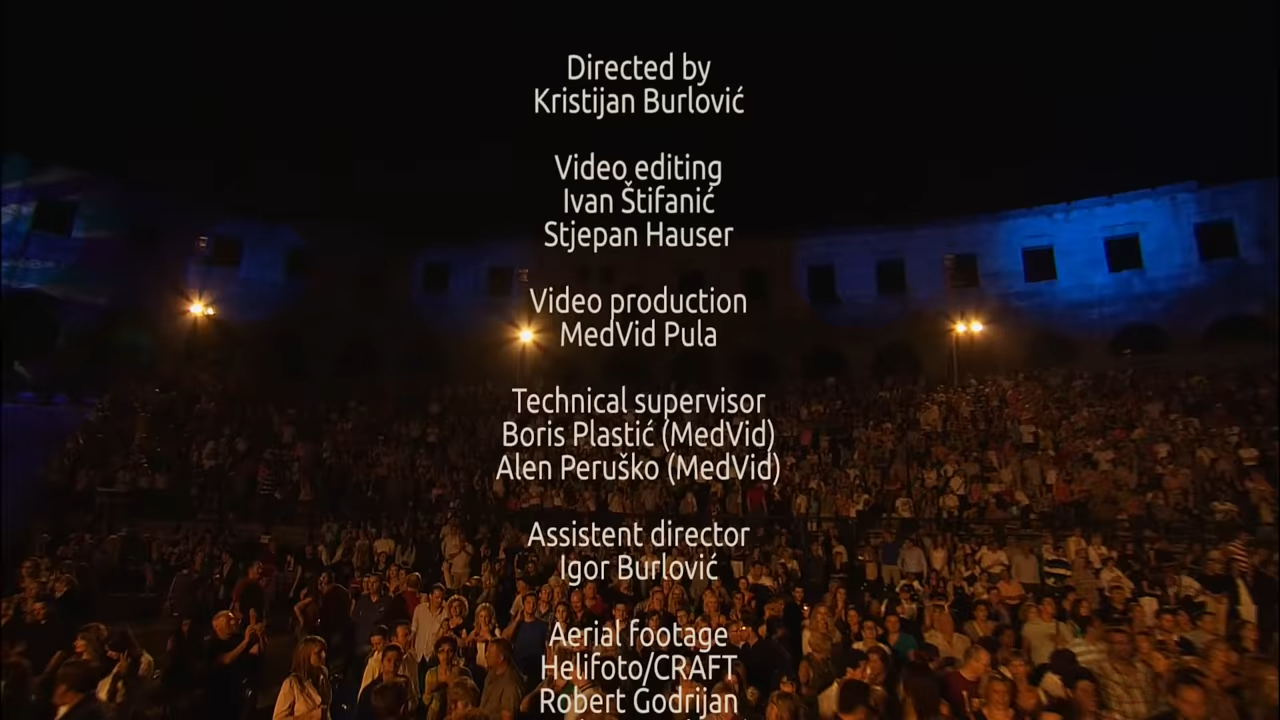 Directed by
Kristijan Burlović
Video editing
Ivan Štifanić
Stjepan Hauser
Video production
MedVid Pula
Technical supervisor
Boris Plastić (MedVid)
Alen Peruško (MedVid)
Assistent director
Igor Burlović
Aerial footage
Helifoto/CRAFT
Robert Godrijan